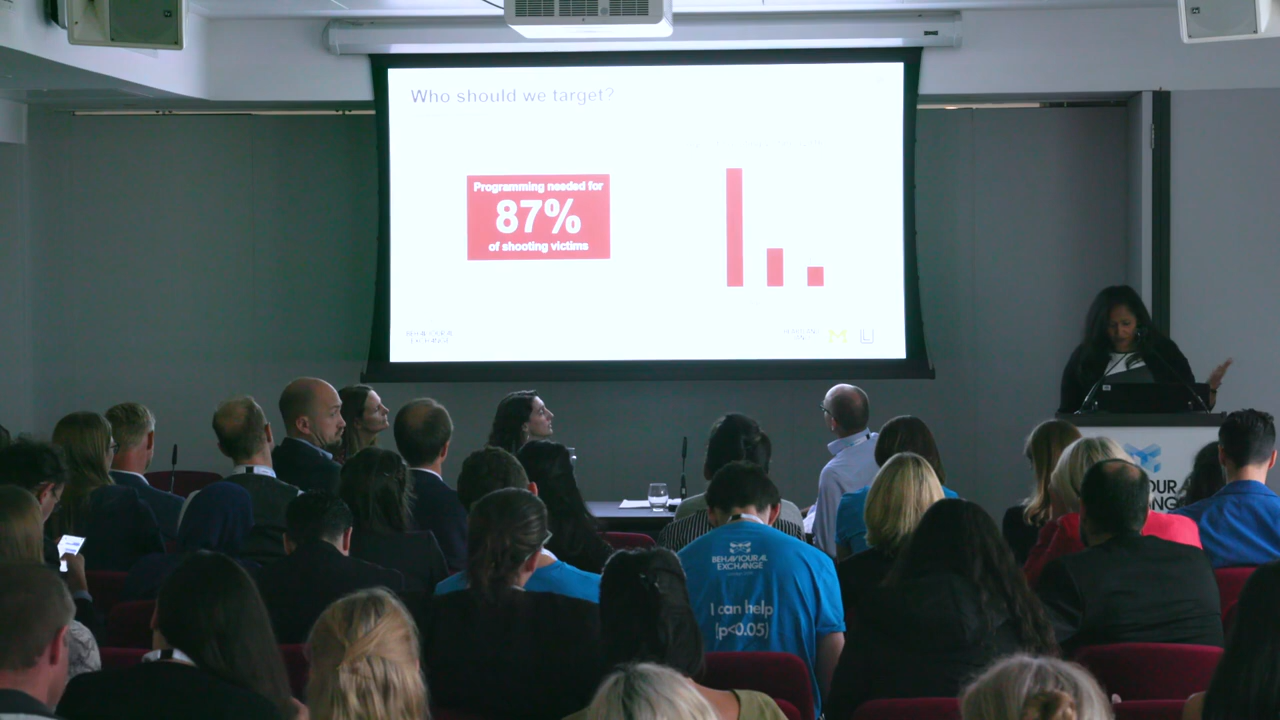 Who should we target?
Programming needed for
87%
of shooting victims
BEHAVIOURAL
EXCHANGE
I can help
(p<0.05)